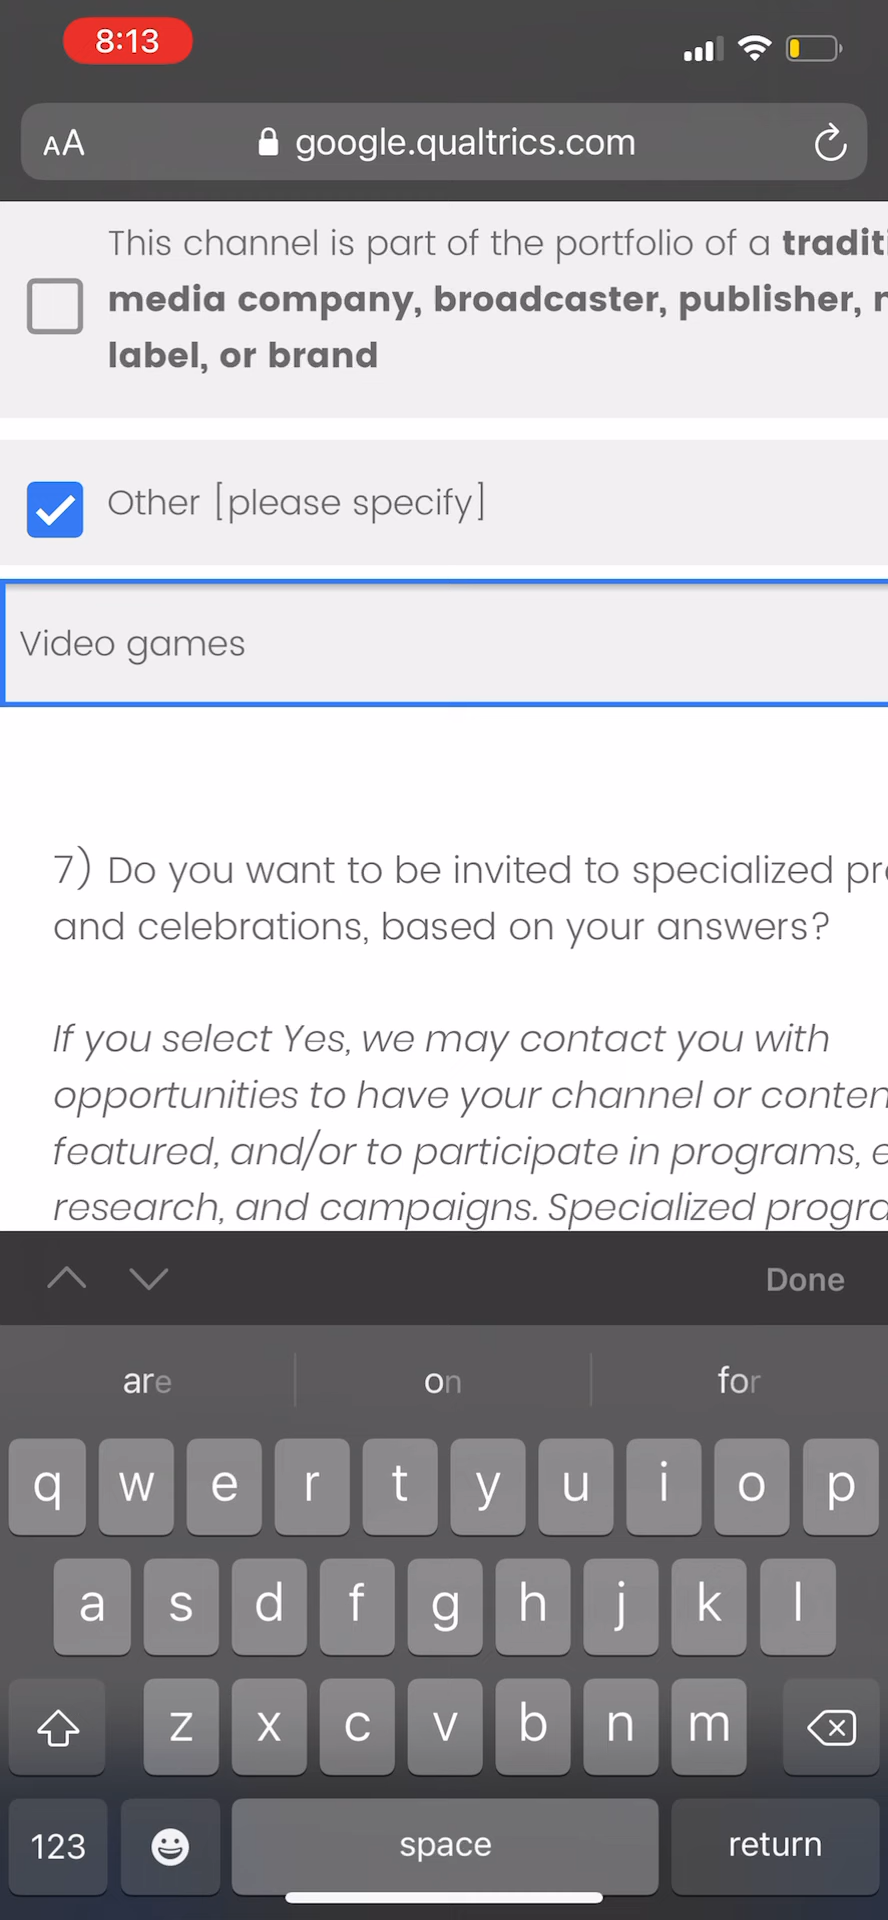 8:13
AA google.qualtrics.com
This channel is part of the portfolio of a
media company, broadcaster, publisher,
label, or brand
Other [please specify]
Video games
7) Do you want to be invited to specialized
and celebrations, based on your answers?
If you select Yes, we may contact you with
opportunities to have your channel or
featured, and/or to participate in programs,
research, and campaigns. Specialized
Done
are on for
q w e r t y u i o p
a s d f g h j k l
z x c v b n m
123 space return